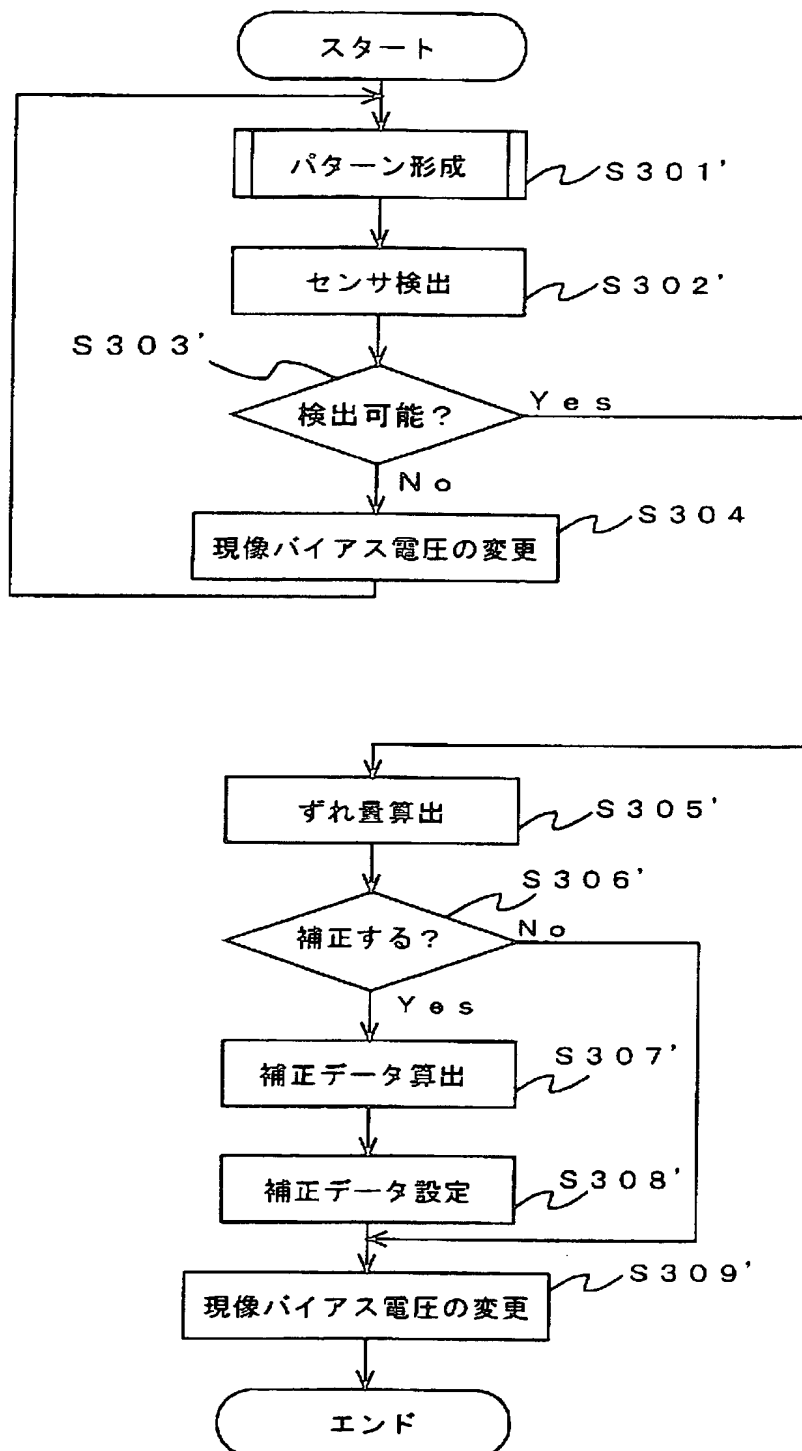 スタート
パターン形成
S301'
センサ検出
S302'
S303'
検出可能?
Yes
No
S304
現像バイアス電圧の変更
ずれ量算出
S305'
S306'
補正する?
No
Yes
S307'
補正データ算出
S308'
補正データ設定
S309'
現像バイアス電圧の変更
エンド